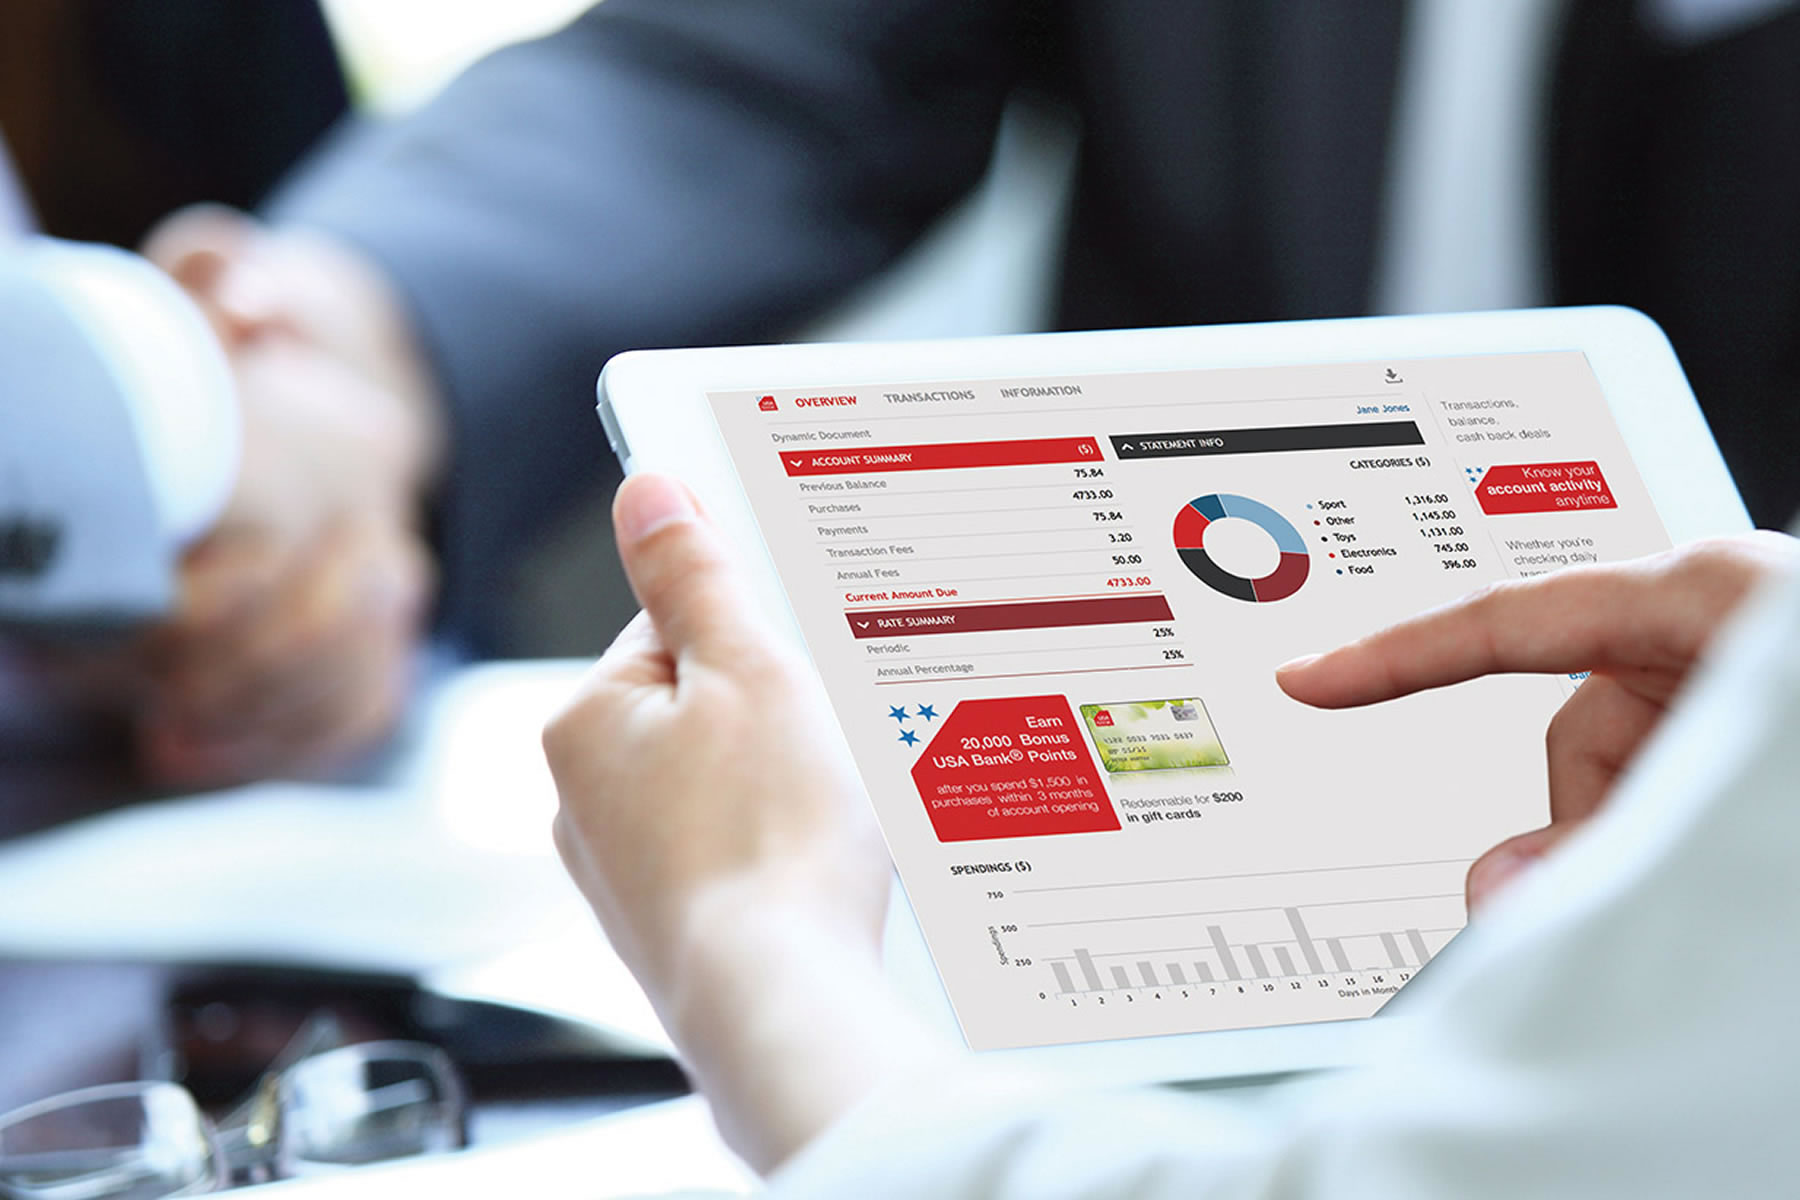 OVERVIEW TRANSACTIONS INFORMATION
Jane Jones
Dynamic Document
ACCOUNT SUMMARY ($)
Previous Balance 75.84
Purchases 4733.00
Payments 75.84
Transaction Fees 3.20
Annual Fees 50.00
Current Amount Due 4733.00
RATE SUMMARY
Periodic 25%
Annual Percentage 25%
STATEMENT INFO
CATEGORIES ($)
Sport 1,316.00
Other 1,145.00
Toys 1,131.00
Electronics 745.00
Food 396.00
Transactions,
balance,
cash back deals
Know your
account activity
anytime
Whether you're
checking daily
Earn
20,000 Bonus
USA Bank® Points
after you spend $1,500 in
purchases within 3 months
of account opening
USA
Redeemable for $200
in gift cards
SPENDINGS ($)
750
500
250
0
Spendings
1 2 3 4 5 7 8 10 12 13 15 16 17
Days in Month